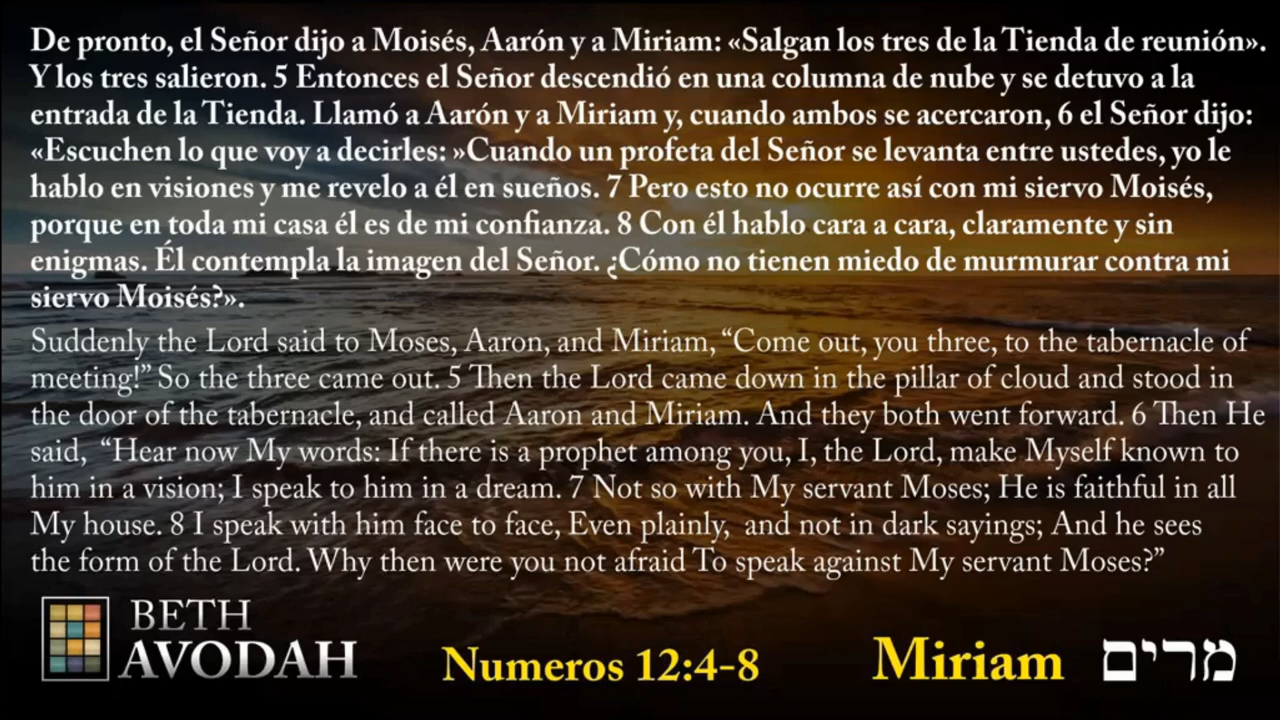 De pronto, el Señor dijo a Moisés, Aarón y a Miriam: «Salgan los tres de la Tienda de reunión».
Y los tres salieron. 5 Entonces el Señor descendió en una columna de nube y se detuvo a la
entrada de la Tienda. Llamó a Aarón y a Miriam y, cuando ambos se acercaron, 6 el Señor dijo:
«Escuchen lo que voy a decirles: »Cuando un profeta del Señor se levanta entre ustedes, yo le
hablo en visiones y me revelo a él en sueños. 7 Pero esto no ocurre así con mi siervo Moisés,
porque en toda mi casa él es de mi confianza. 8 Con él hablo cara a cara, claramente y sin
enigmas. Él contempla la imagen del Señor. ¿Cómo no tienen miedo de murmurar contra mi
siervo Moisés?».
Suddenly the Lord said to Moses, Aaron, and Miriam, “Come out, you three, to the tabernacle of
meeting!” So the three came out. 5 Then the Lord came down in the pillar of cloud and stood in
the door of the tabernacle, and called Aaron and Miriam. And they both went forward. 6 Then He
said, “Hear now My words: If there is a prophet among you, I, the Lord, make Myself known to
him in a vision; I speak to him in a dream. 7 Not so with My servant Moses; He is faithful in all
My house. 8 I speak with him face to face, Even plainly, and not in dark sayings; And he sees
the form of the Lord. Why then were you not afraid To speak against My servant Moses?”
BETH
AVODAH
Numeros 12:4-8
Miriam מרים